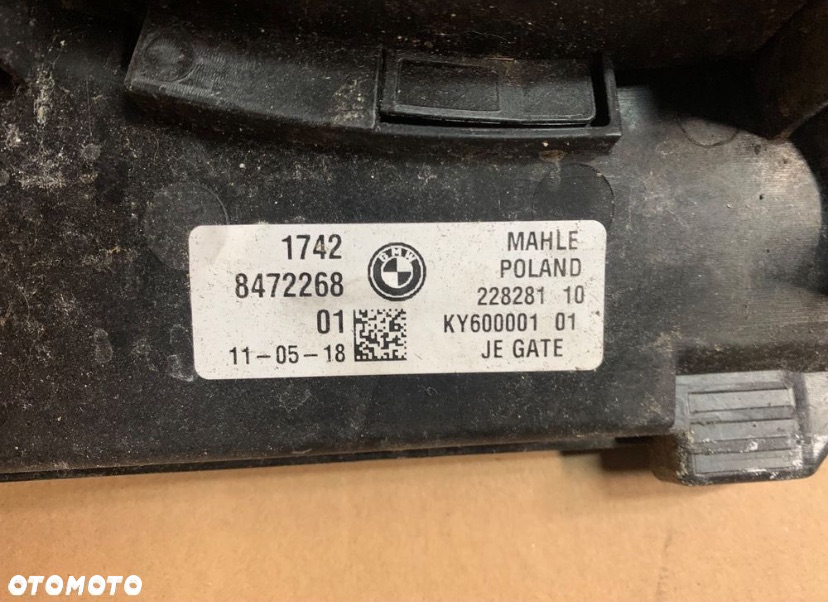 1742
8472268
01
11-05-18
BMW
MAHLE
POLAND
228281 10
KY600001 01
JE GATE
OTOMOTO